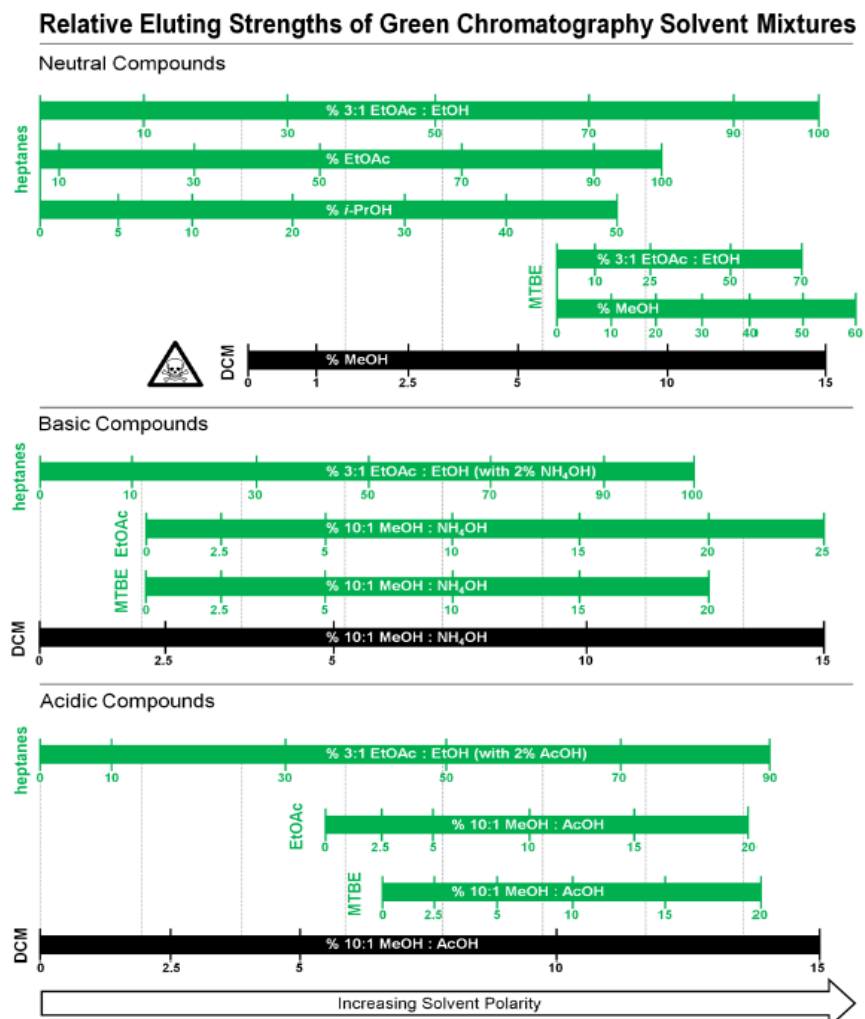 Relative Eluting Strengths of Green Chromatography Solvent Mixtures
Neutral Compounds
heptanes
% 3:1 EtOAc : EtOH
10 30 50 70 90 100
% EtOAc
10 30 50 70 90 100
% i-PrOH
0 5 10 20 30 40 50
MTBE
% 3:1 EtOAc : EtOH
10 25 50 70
% MeOH
0 10 20 30 40 50 60
DCM
% MeOH
0 1 2.5 5 10 15
Basic Compounds
heptanes
% 3:1 EtOAc : EtOH (with 2% NH₄OH)
0 10 30 50 70 90 100
EtOAc
% 10:1 MeOH : NH₄OH
0 2.5 5 10 15 20 25
MTBE
% 10:1 MeOH : NH₄OH
0 2.5 5 10 15 20
DCM
% 10:1 MeOH : NH₄OH
0 2.5 5 10 15
Acidic Compounds
heptanes
% 3:1 EtOAc : EtOH (with 2% AcOH)
0 10 30 50 70 90
EtOAc
% 10:1 MeOH : AcOH
0 2.5 5 10 15 20
MTBE
% 10:1 MeOH : AcOH
0 2.5 5 10 15 20
DCM
% 10:1 MeOH : AcOH
0 2.5 5 10 15
Increasing Solvent Polarity